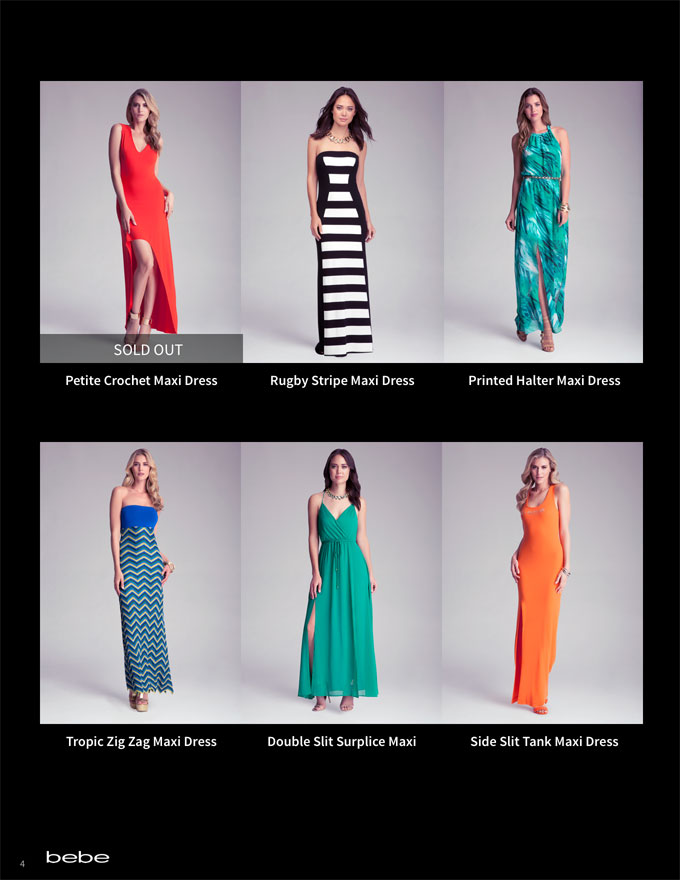 SOLD OUT
Petite Crochet Maxi Dress
Rugby Stripe Maxi Dress
Printed Halter Maxi Dress
Tropic Zig Zag Maxi Dress
Double Slit Surplice Maxi
Side Slit Tank Maxi Dress
4
bebe